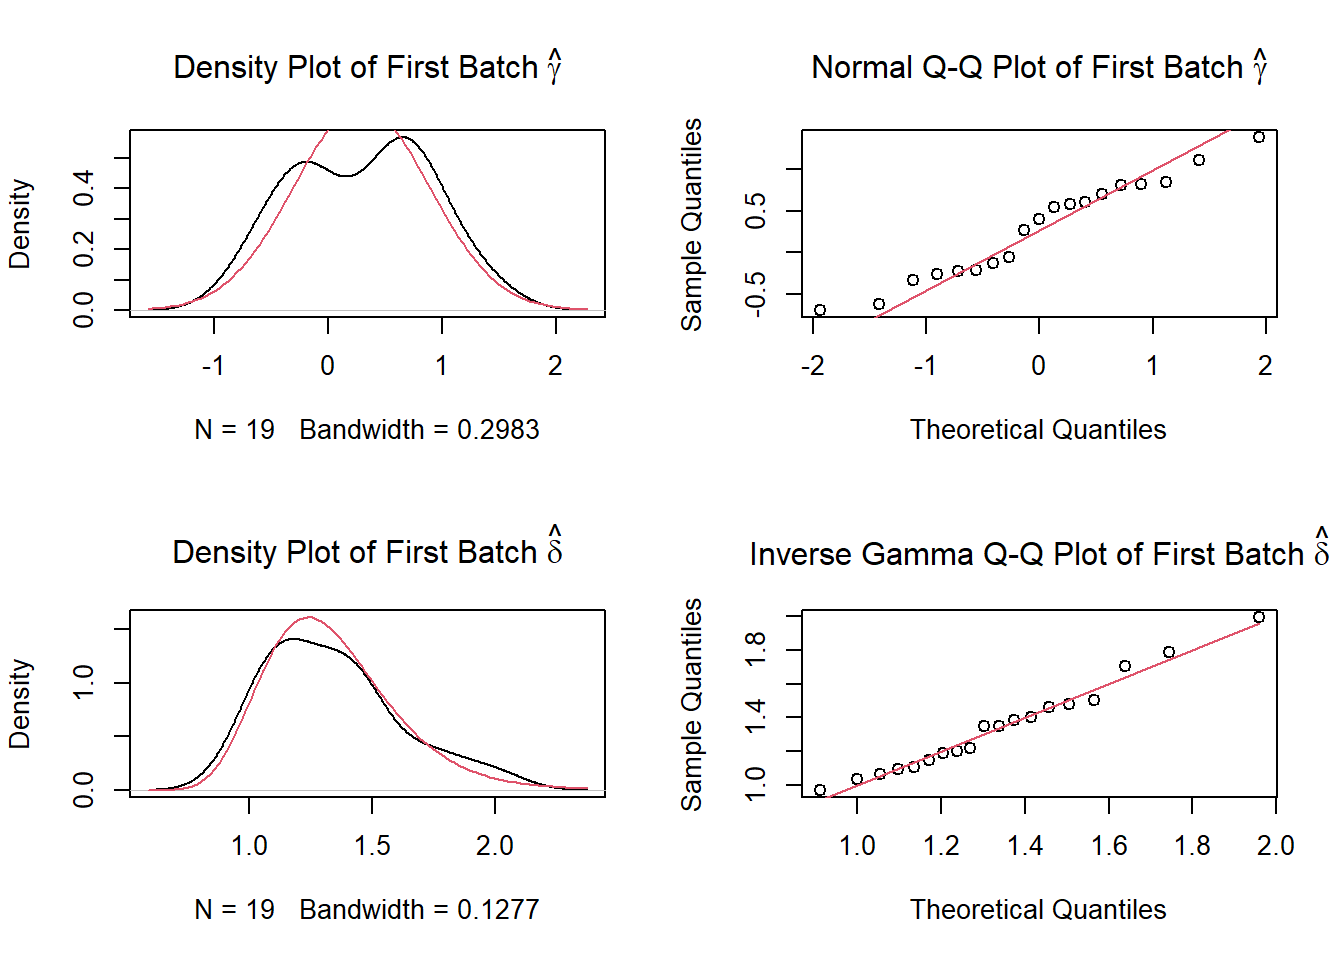 Density Plot of First Batch γ̂
Density
0.0 0.2 0.4
-1 0 1 2
N = 19 Bandwidth = 0.2983
Normal Q-Q Plot of First Batch γ̂
Sample Quantiles
-0.5 0.5
-2 -1 0 1 2
Theoretical Quantiles
Density Plot of First Batch δ̂
Density
0.0 1.0
1.0 1.5 2.0
N = 19 Bandwidth = 0.1277
Inverse Gamma Q-Q Plot of First Batch δ̂
Sample Quantiles
1.0 1.4 1.8
1.0 1.2 1.4 1.6 1.8 2.0
Theoretical Quantiles